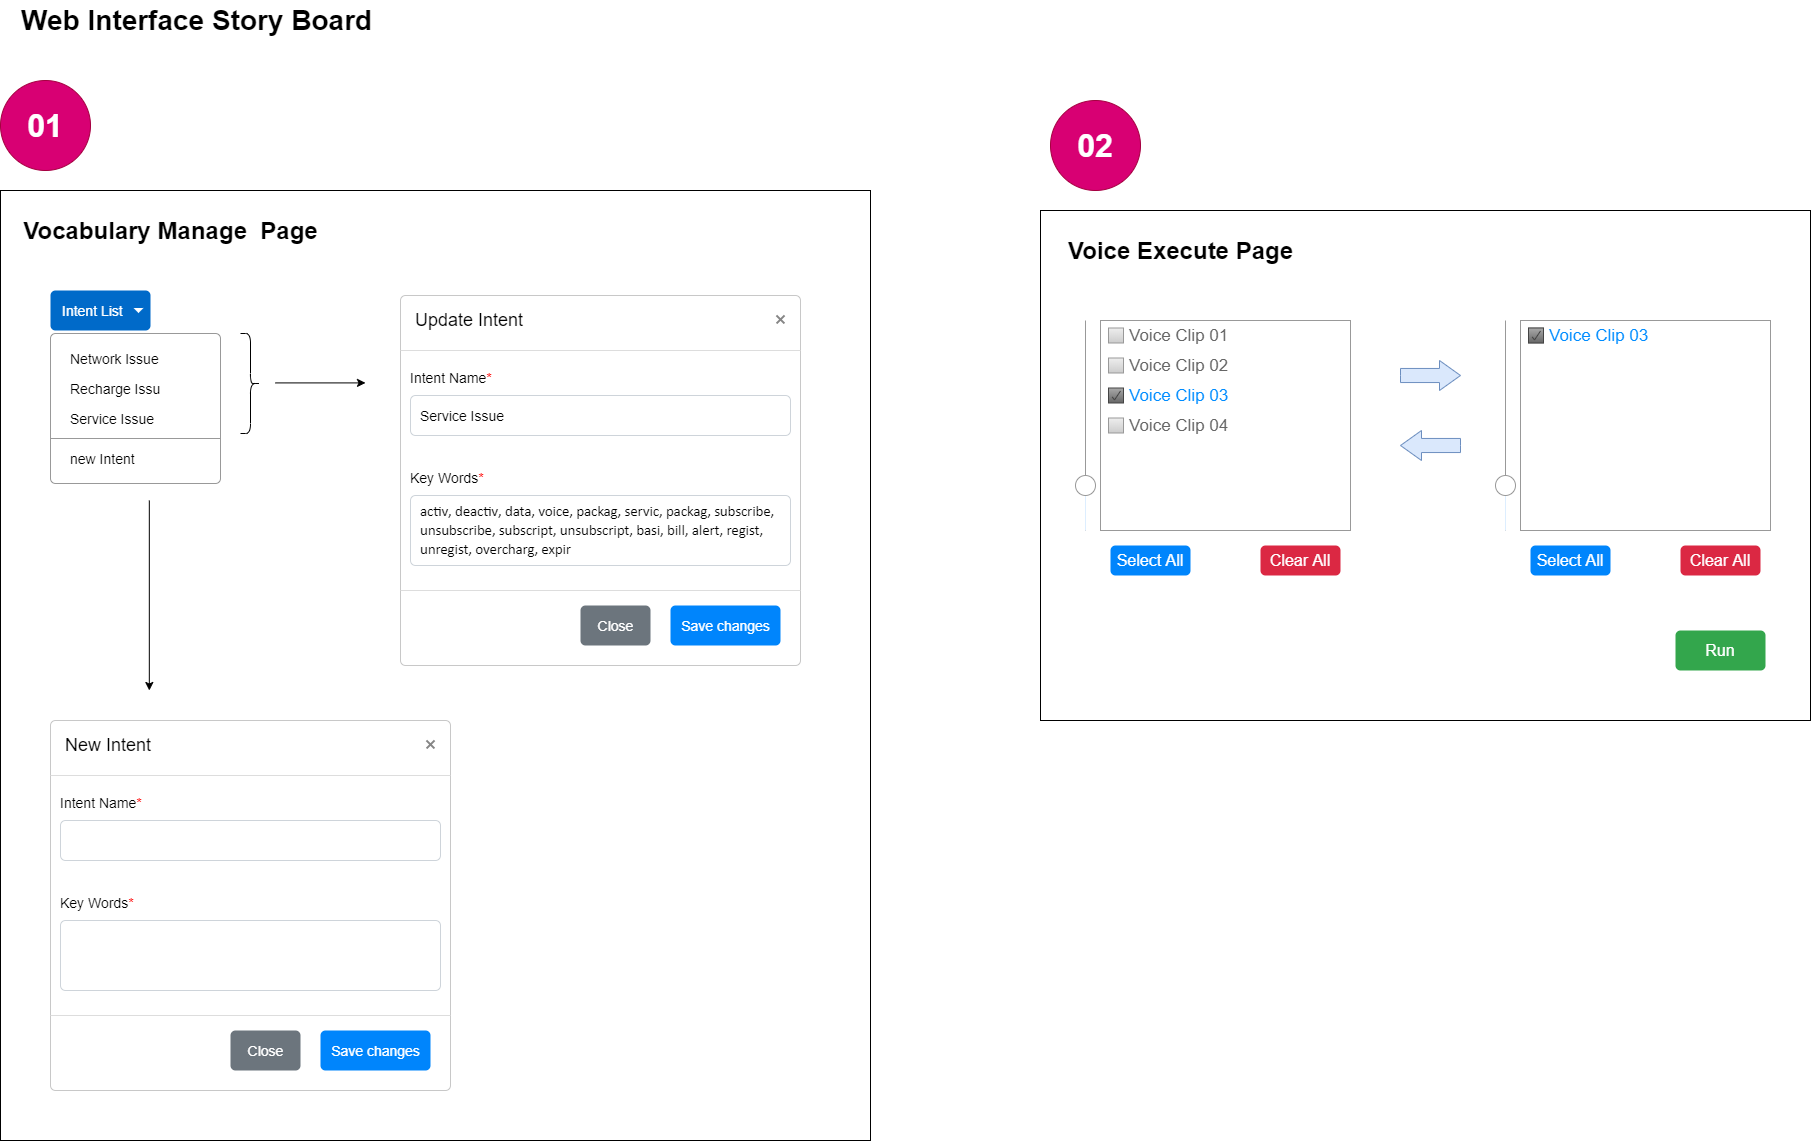 Web Interface Story Board
01
Vocabulary Manage  Page
Intent List
Network Issue
Recharge Issu
Service Issue
new Intent
Update Intent
×
Intent Name*
Service Issue
Key Words*
activ, deactiv, data, voice, packag, servic, packag, subscribe,
unsubscribe, subscript, unsubscript, basi, bill, alert, regist,
unregist, overcharg, expir
Close
Save changes
New Intent
×
Intent Name*
Key Words*
Close
Save changes
02
Voice Execute Page
Voice Clip 01
Voice Clip 02
Voice Clip 03
Voice Clip 04
Select All
Clear All
Voice Clip 03
Select All
Clear All
Run